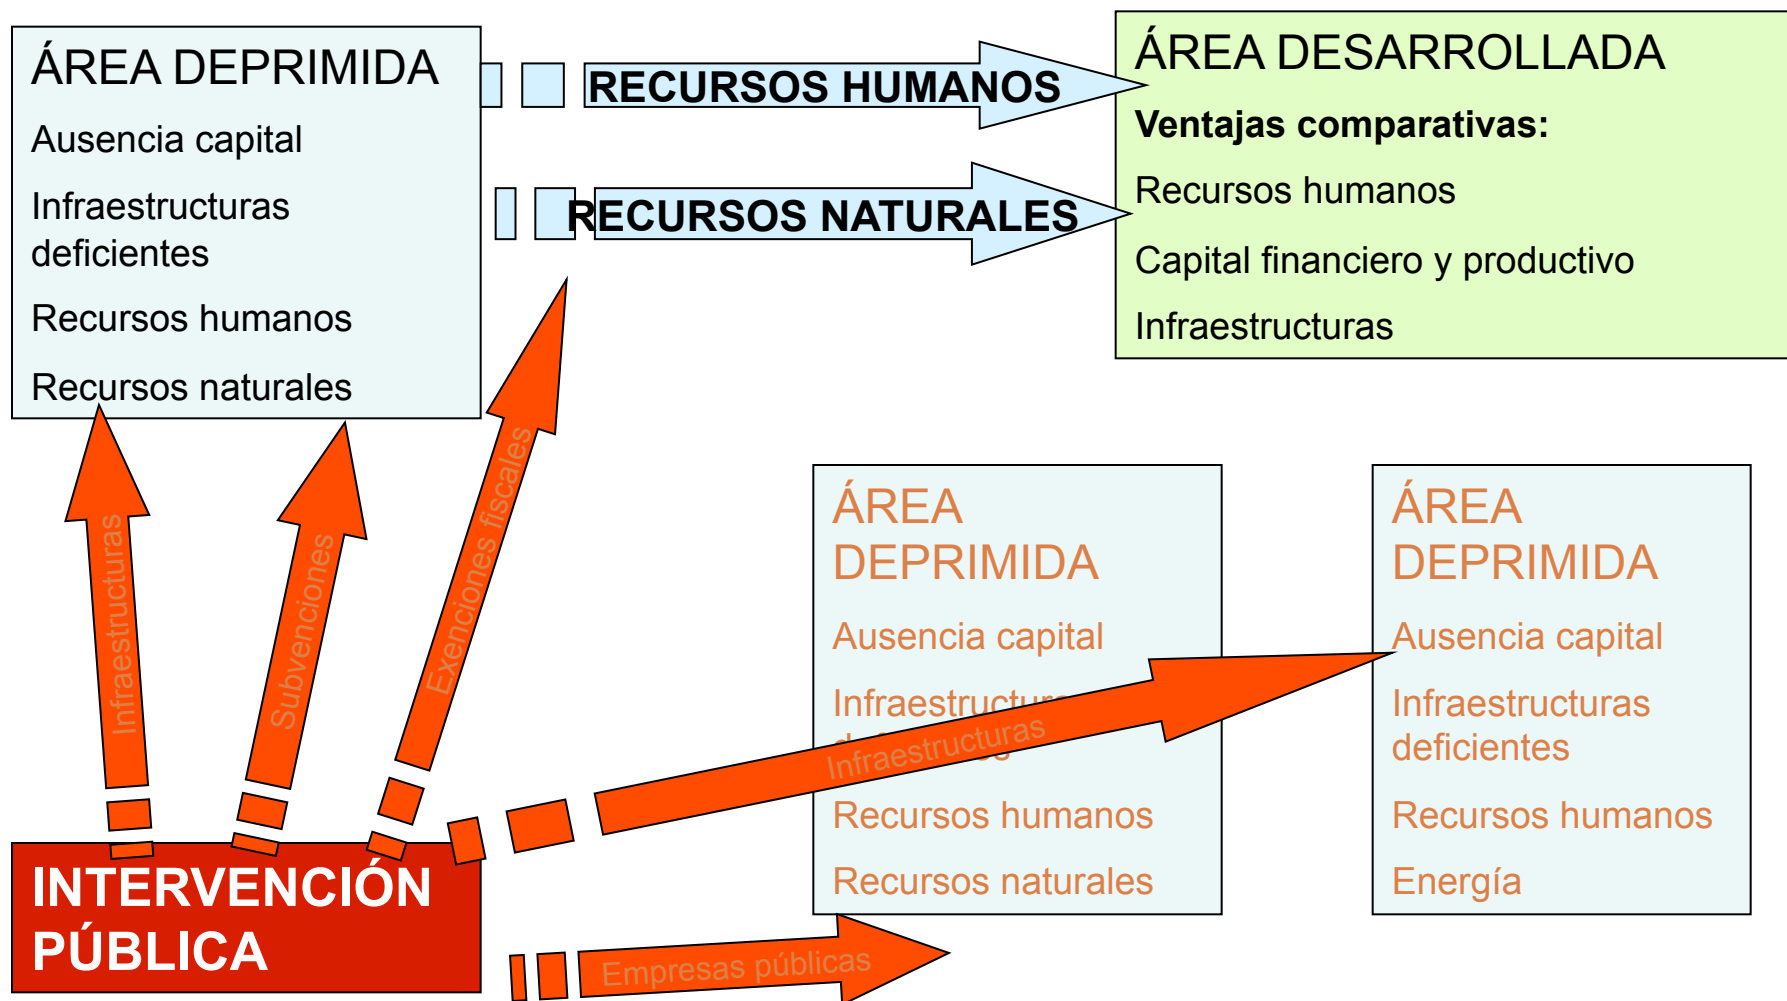 ÁREA DEPRIMIDA
Ausencia capital
Infraestructuras
deficientes
Recursos humanos
Recursos naturales
RECURSOS HUMANOS
RECURSOS NATURALES
ÁREA DESARROLLADA
Ventajas comparativas:
Recursos humanos
Capital financiero y productivo
Infraestructuras
Infraestructuras
Subvenciones
Exenciones fiscales
ÁREA
DEPRIMIDA
Ausencia capital
Recursos humanos
Recursos naturales
Infraestructuras
ÁREA
DEPRIMIDA
Ausencia capital
Infraestructuras
deficientes
Recursos humanos
Energía
INTERVENCIÓN
PÚBLICA
Empresas públicas